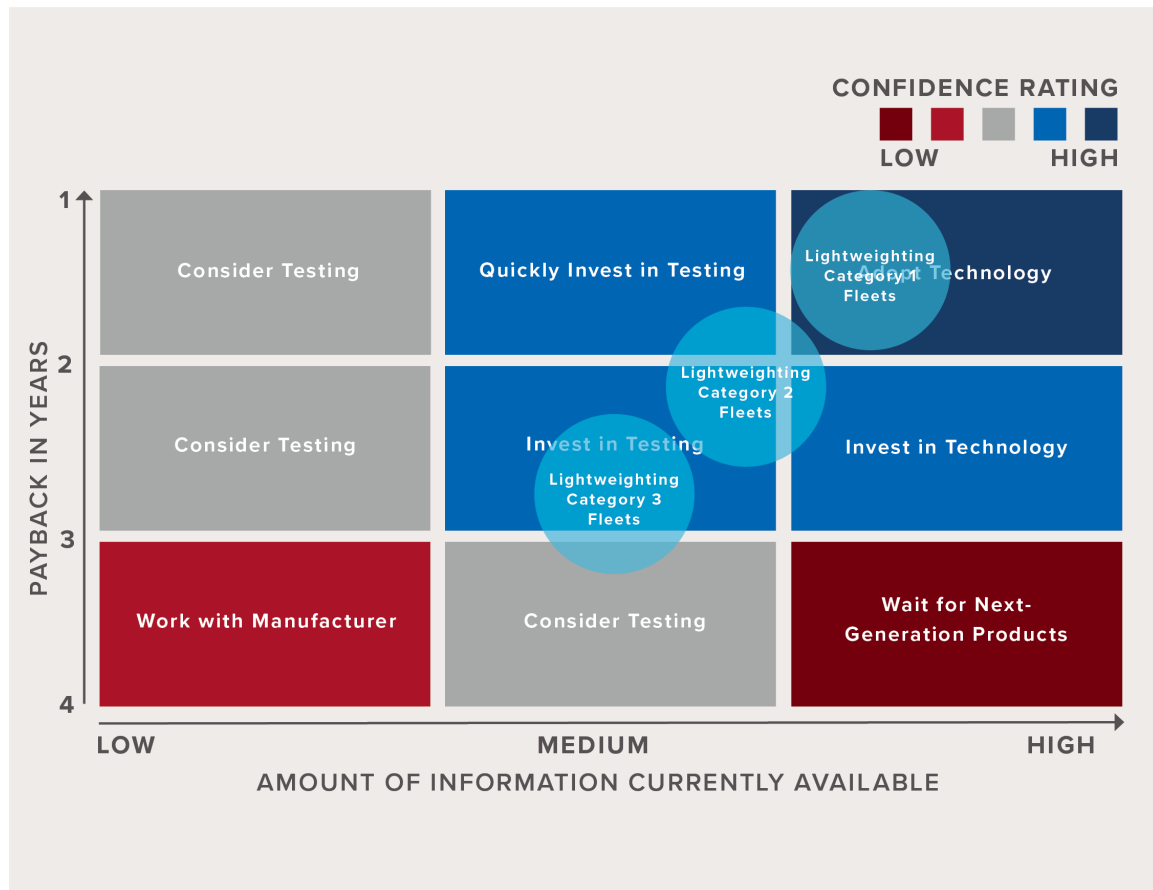 CONFIDENCE RATING
LOW
HIGH
1
2
3
4
PAYBACK IN YEARS
Consider Testing
Quickly Invest in Testing
Adopt Technology
Lightweighting
Category 1
Fleets
Lightweighting
Category 2
Fleets
Consider Testing
Invest in Testing
Invest in Technology
Lightweighting
Category 3
Fleets
Work with Manufacturer
Consider Testing
Wait for Next-
Generation Products
LOW
MEDIUM
HIGH
AMOUNT OF INFORMATION CURRENTLY AVAILABLE